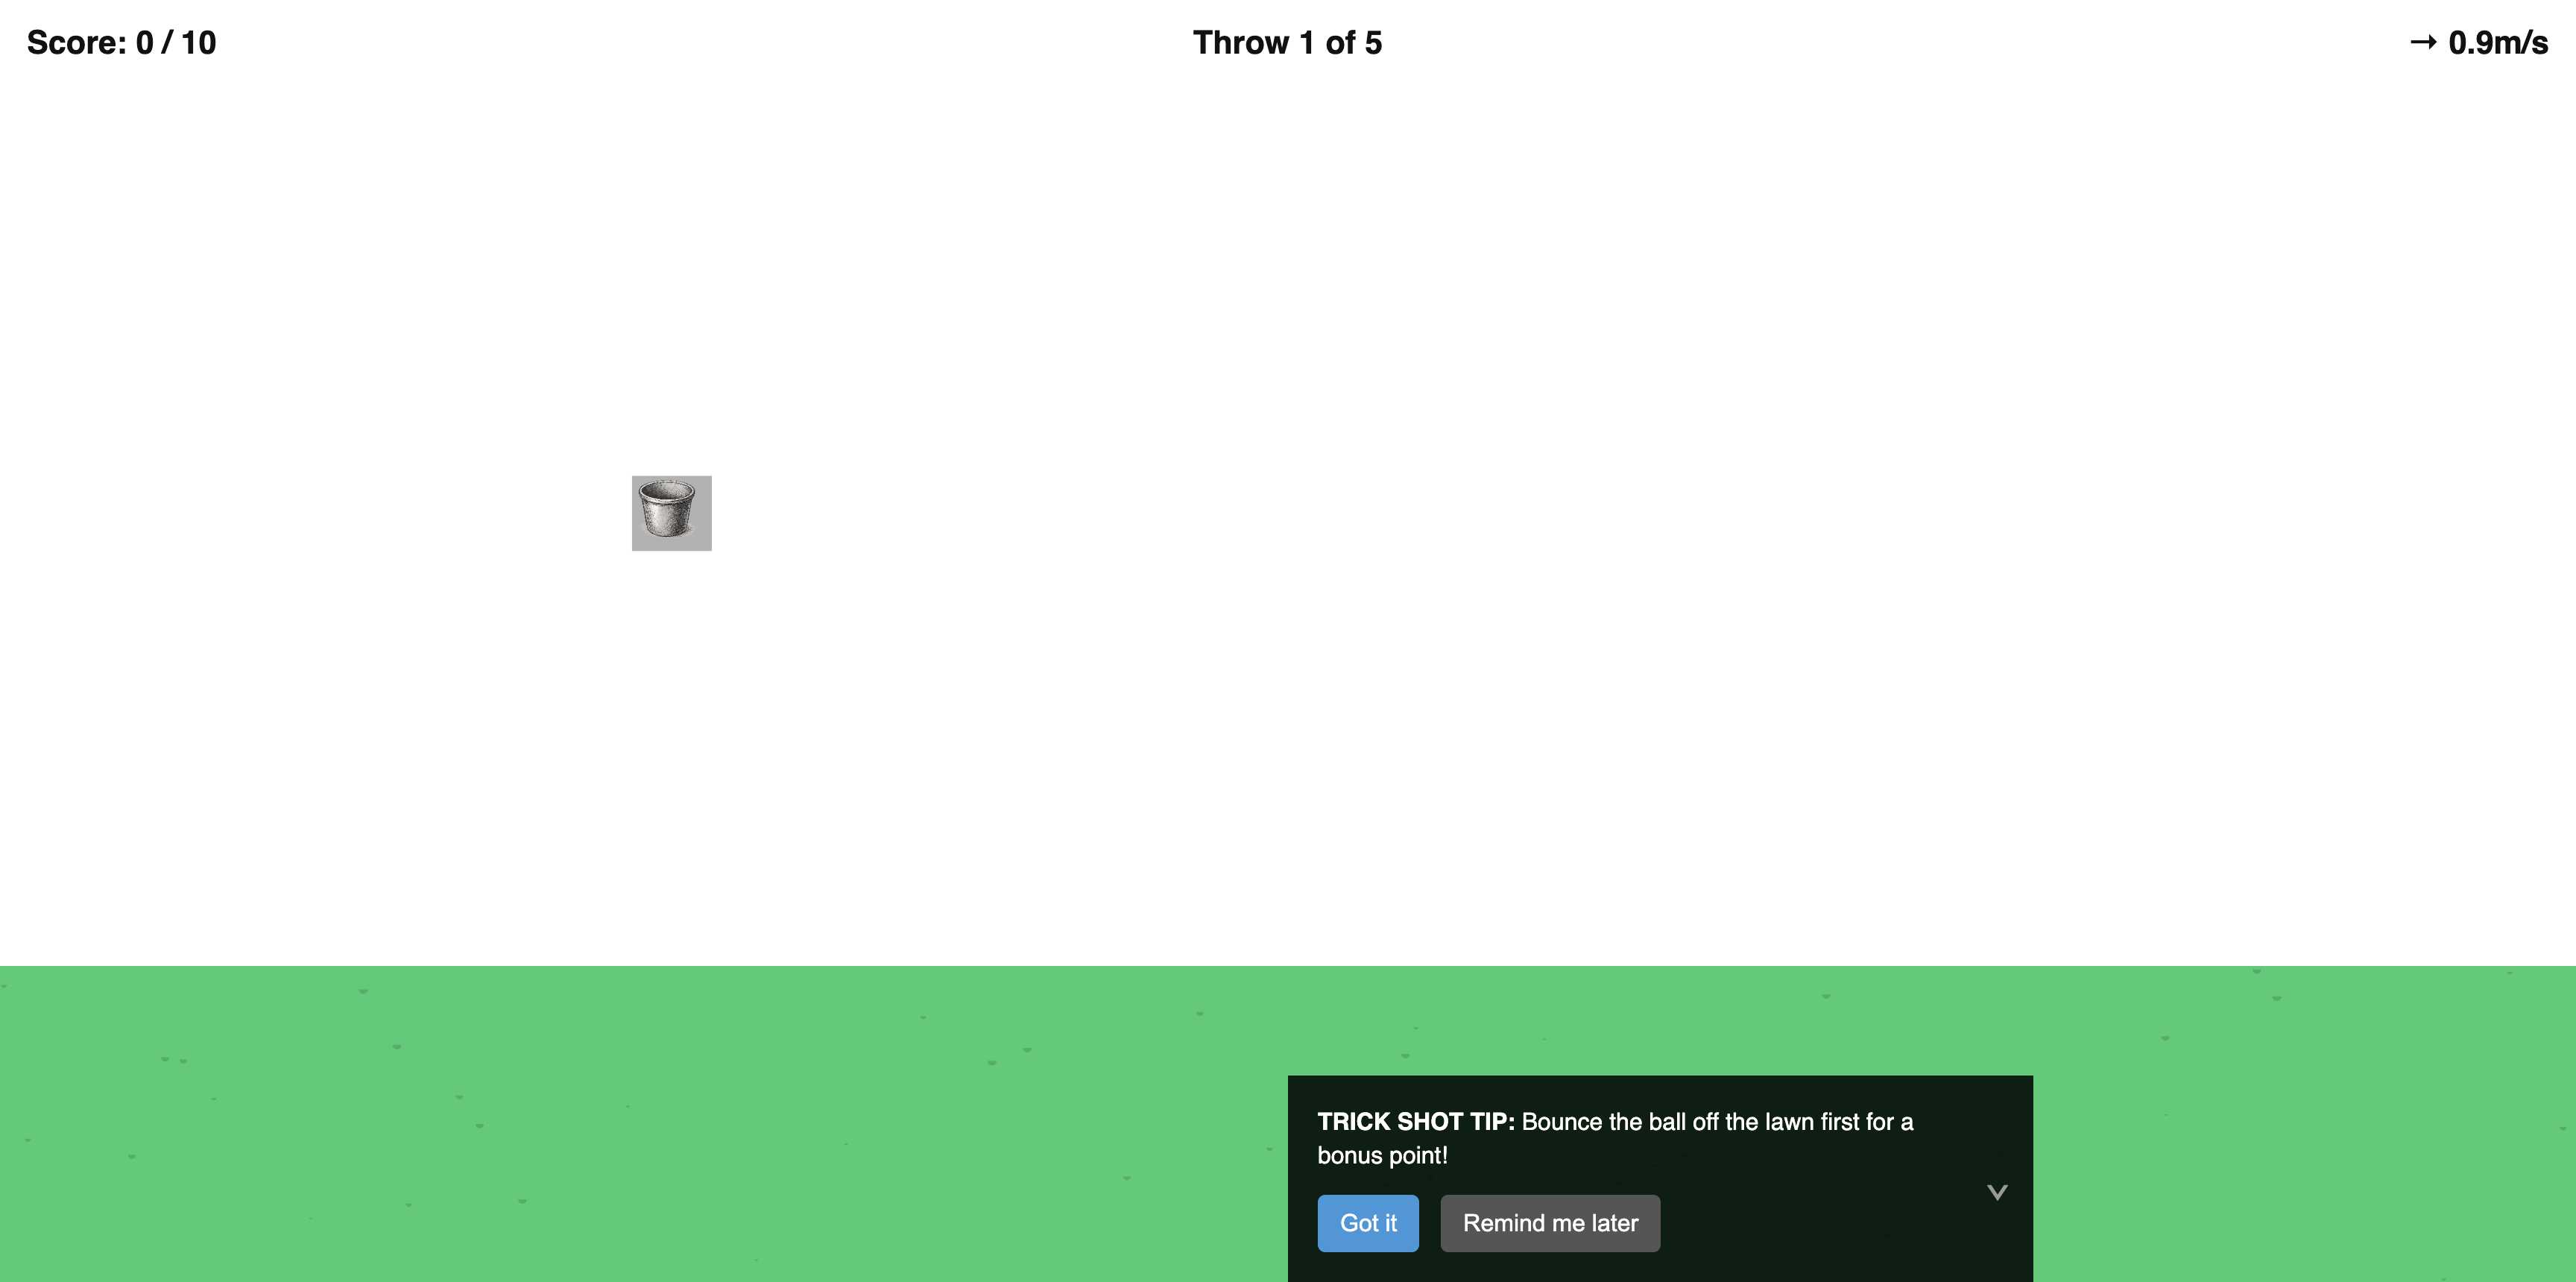 Score: 0 / 10
Throw 1 of 5
→ 0.9m/s
TRICK SHOT TIP: Bounce the ball off the lawn first for a
bonus point!
Got it
Remind me later